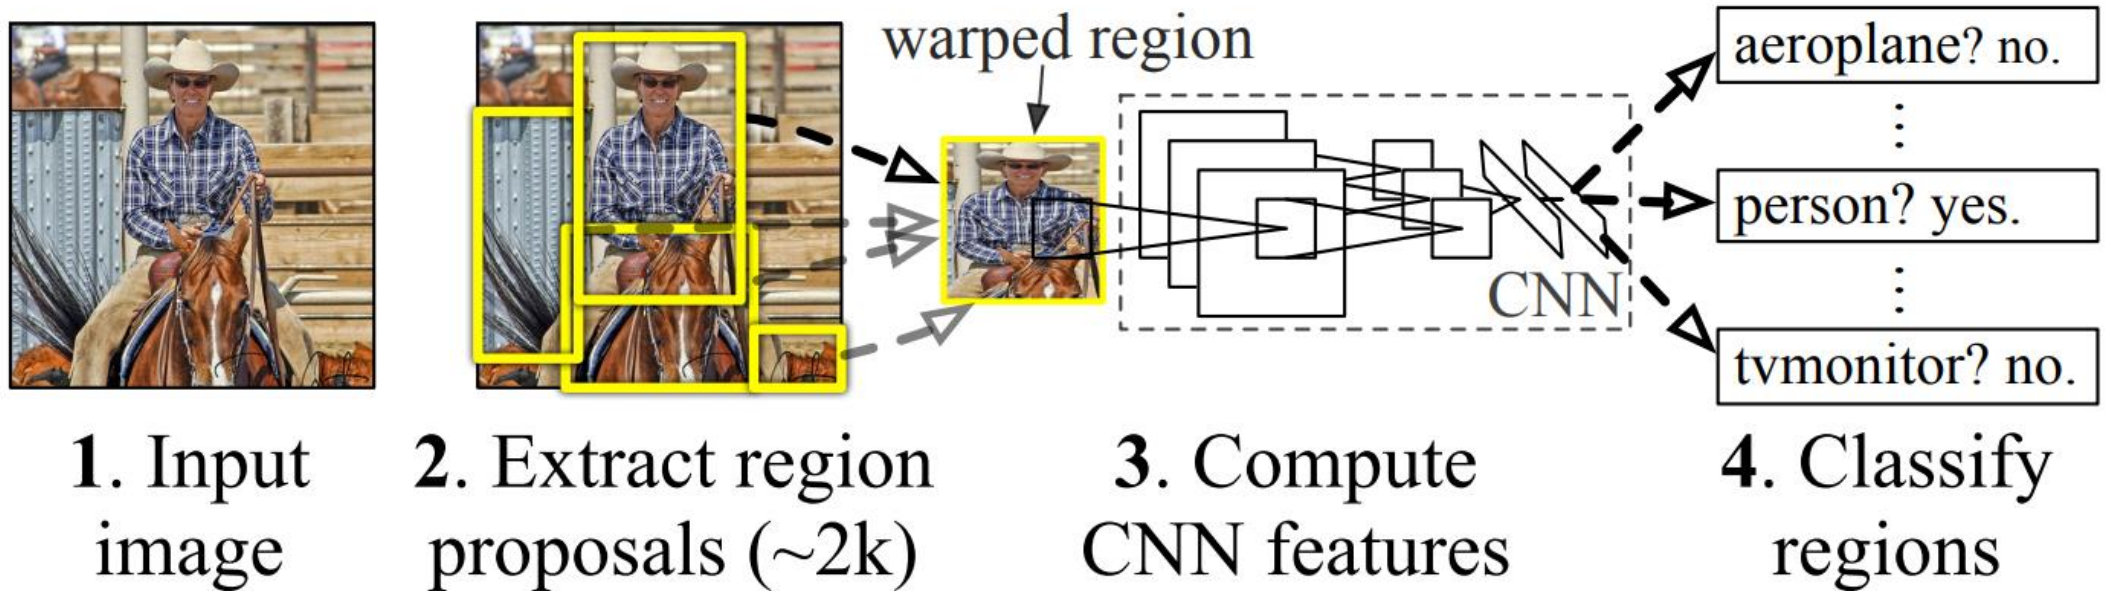 warped region
aeroplane? no.
person? yes.
CNN
tvmonitor? no.
1. Input
image
2. Extract region
proposals (~2k)
3. Compute
CNN features
4. Classify
regions